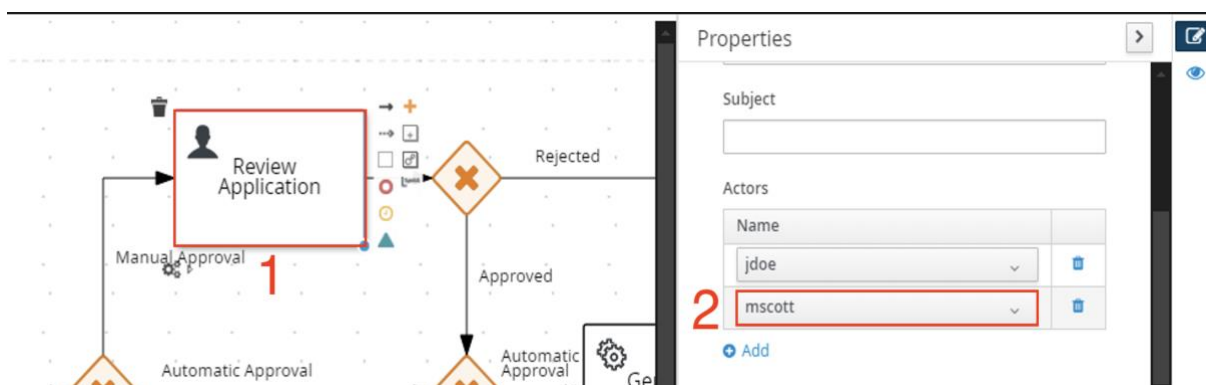 Properties
Subject
Review
Application
Rejected
Actors
Name
Manual Approval
1
jdoe
Approved
2
mscott
Automatic Approval
Automatic
Approval
Add